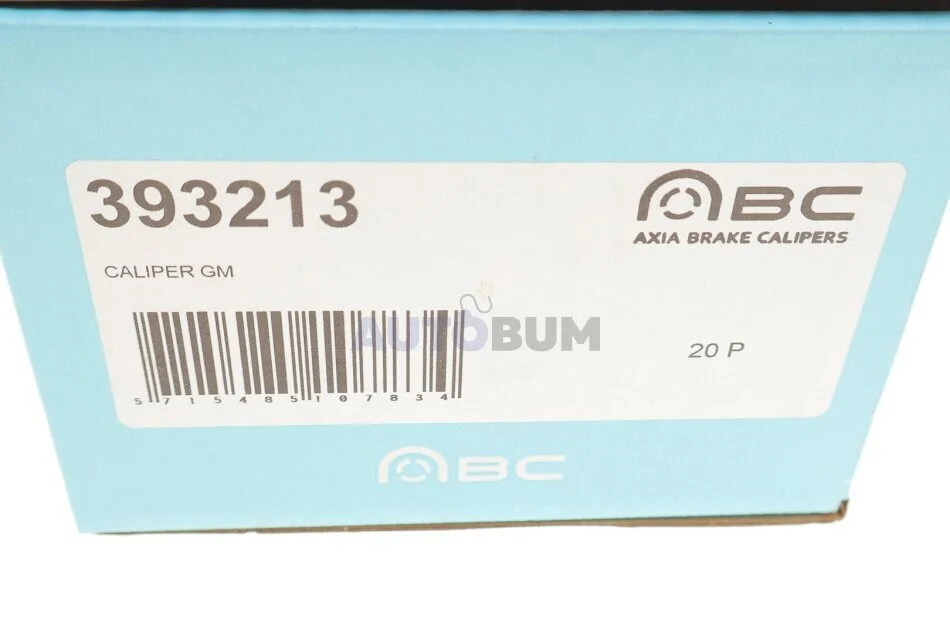 393213
ABC
AXIA BRAKE CALIPERS
CALIPER GM
AUTOBUM
20 P
5715485107834
ABC